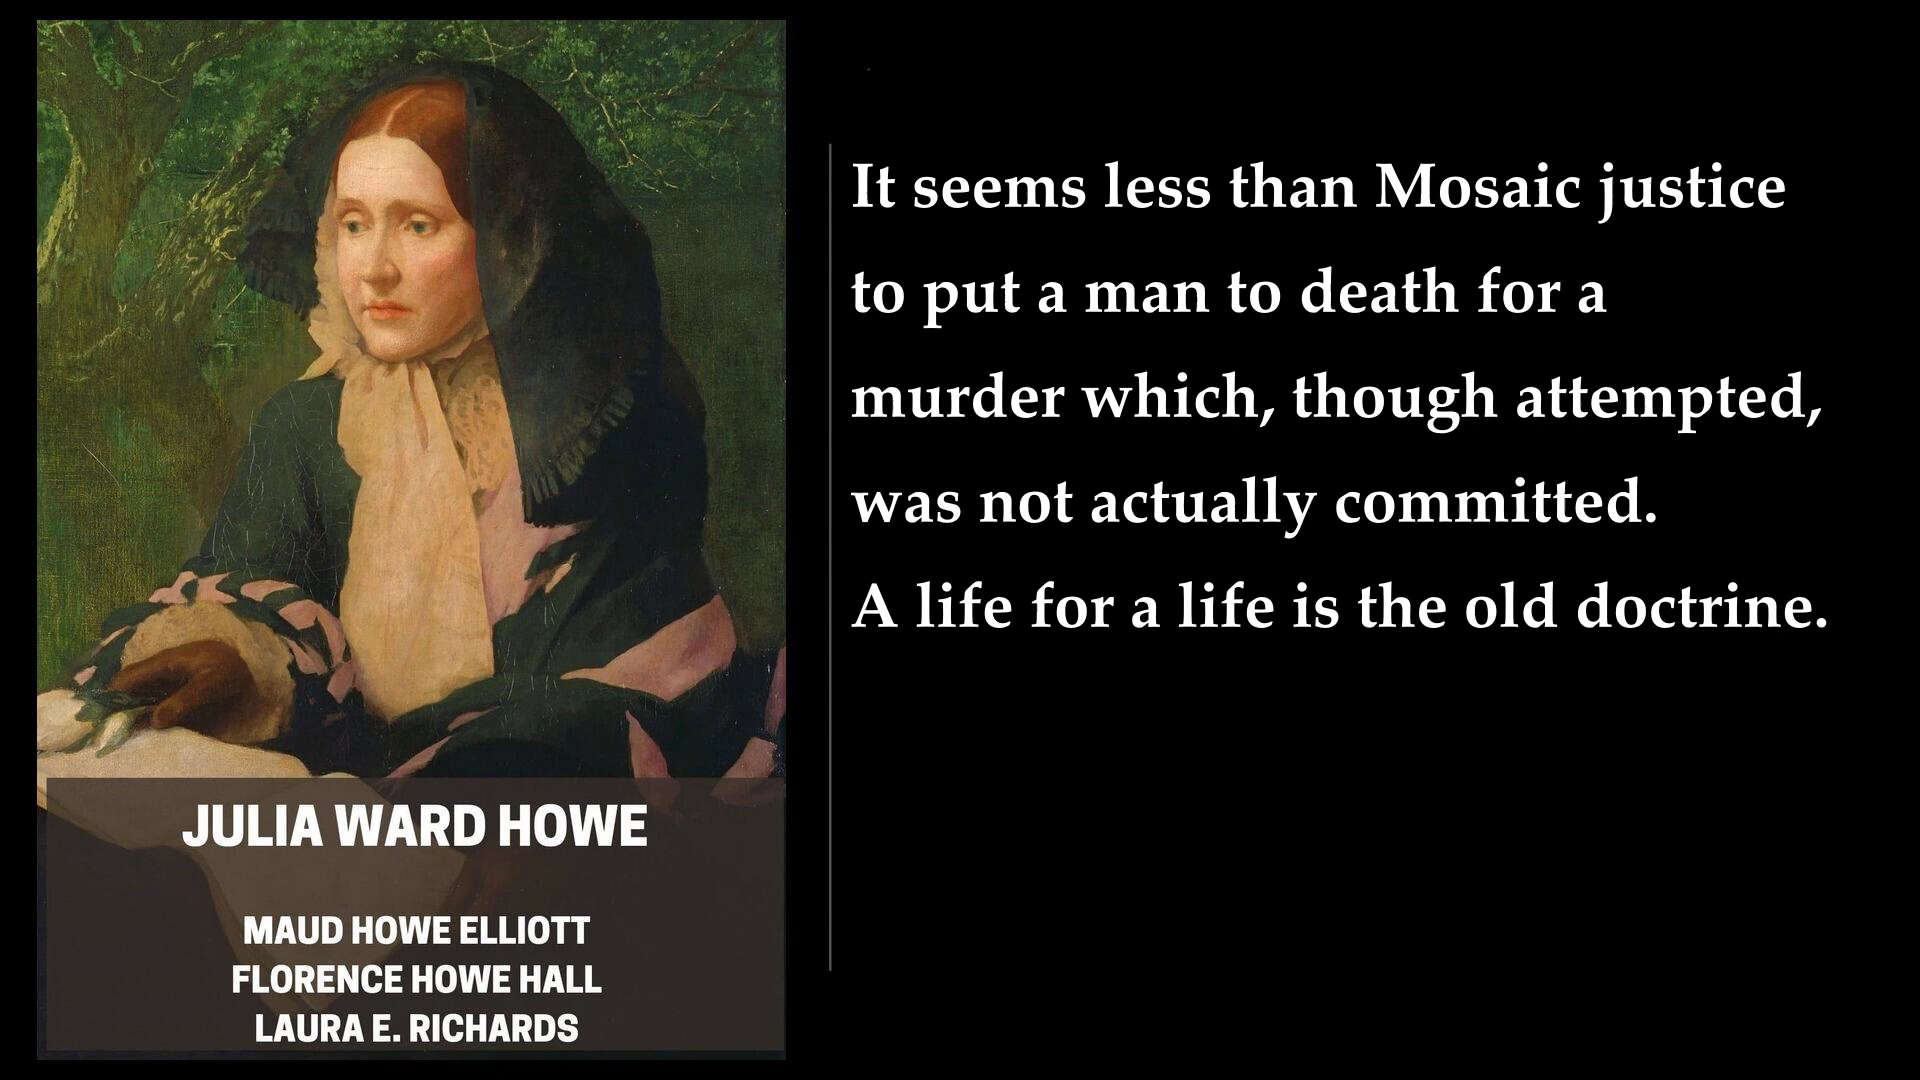 JULIA WARD HOWE
MAUD HOWE ELLIOTT
FLORENCE HOWE HALL
LAURA E. RICHARDS
It seems less than Mosaic justice
to put a man to death for a
murder which, though attempted,
was not actually committed.
A life for a life is the old doctrine.